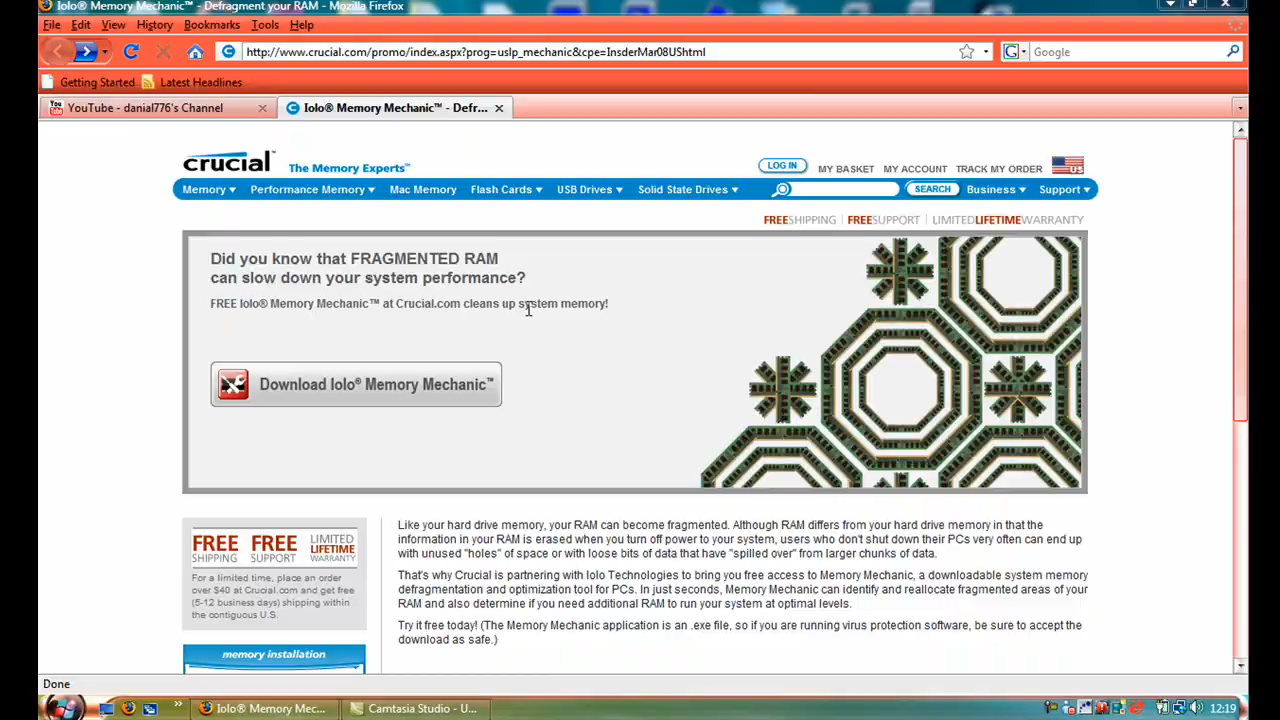 Iolo® Memory Mechanic™ - Defragment your RAM - Mozilla Firefox
File Edit View History Bookmarks Tools Help
http://www.crucial.com/promo/index.aspx?prog=uslp_mechanic&cpe=InsderMar08UShtml
G Google
Getting Started Latest Headlines
You Tube YouTube - danial776's Channel Iolo® Memory Mechanic™ - Defr...
crucial™ The Memory Experts™
LOG IN MY BASKET MY ACCOUNT TRACK MY ORDER US
Memory Performance Memory Mac Memory Flash Cards USB Drives Solid State Drives SEARCH Business Support
FREESHIPPING | FREESUPPORT | LIMITEDLIFETIMEWARRANTY
Did you know that FRAGMENTED RAM
can slow down your system performance?
FREE Iolo® Memory Mechanic™ at Crucial.com cleans up system memory!
Download Iolo® Memory Mechanic™
FREE SHIPPING FREE SUPPORT LIMITED LIFETIME WARRANTY
For a limited time, place an order
over $40 at Crucial.com and get free
(5-12 business days) shipping within
the contiguous U.S.
memory installation
Like your hard drive memory, your RAM can become fragmented. Although RAM differs from your hard drive memory in that the
information in your RAM is erased when you turn off power to your system, users who don't shut down their PCs very often can end up
with unused "holes" of space or with loose bits of data that have "spilled over" from larger chunks of data.
That's why Crucial is partnering with Iolo Technologies to bring you free access to Memory Mechanic, a downloadable system memory
defragmentation and optimization tool for PCs. In just seconds, Memory Mechanic can identify and reallocate fragmented areas of your
RAM and also determine if you need additional RAM to run your system at optimal levels.
Try it free today! (The Memory Mechanic application is an .exe file, so if you are running virus protection software, be sure to accept the
download as safe.)
Done
Iolo® Memory Mec... Camtasia Studio - U... 12:19